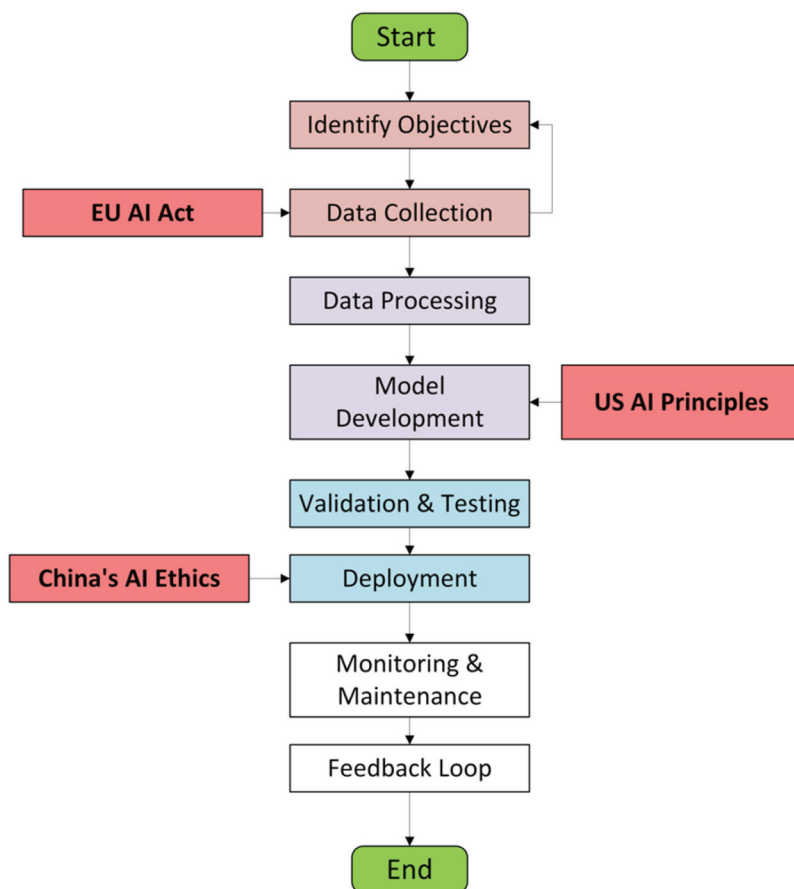 Start
Identify Objectives
EU AI Act
Data Collection
Data Processing
Model
Development
US AI Principles
Validation & Testing
China's AI Ethics
Deployment
Monitoring &
Maintenance
Feedback Loop
End